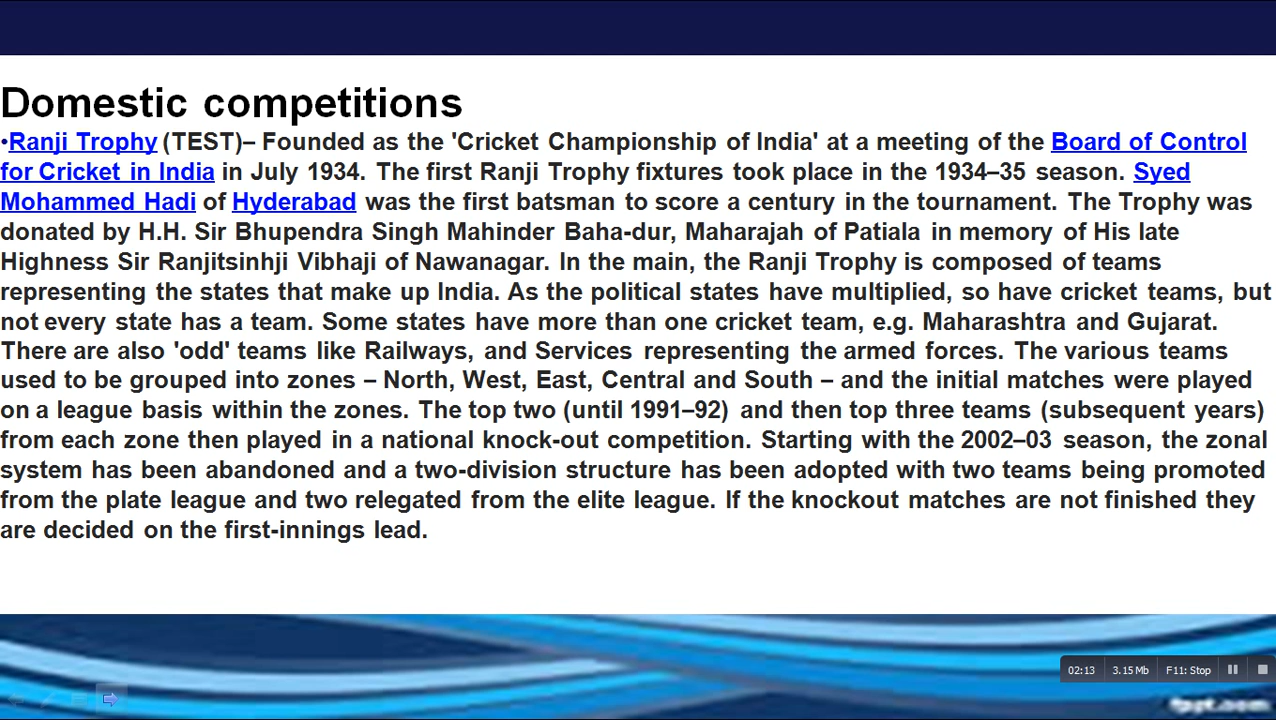 Domestic competitions
•Ranji Trophy (TEST)– Founded as the 'Cricket Championship of India' at a meeting of the Board of Control
for Cricket in India in July 1934. The first Ranji Trophy fixtures took place in the 1934–35 season. Syed
Mohammed Hadi of Hyderabad was the first batsman to score a century in the tournament. The Trophy was
donated by H.H. Sir Bhupendra Singh Mahinder Baha-dur, Maharajah of Patiala in memory of His late
Highness Sir Ranjitsinhji Vibhaji of Nawanagar. In the main, the Ranji Trophy is composed of teams
representing the states that make up India. As the political states have multiplied, so have cricket teams, but
not every state has a team. Some states have more than one cricket team, e.g. Maharashtra and Gujarat.
There are also 'odd' teams like Railways, and Services representing the armed forces. The various teams
used to be grouped into zones – North, West, East, Central and South – and the initial matches were played
on a league basis within the zones. The top two (until 1991–92) and then top three teams (subsequent years)
from each zone then played in a national knock-out competition. Starting with the 2002–03 season, the zonal
system has been abandoned and a two-division structure has been adopted with two teams being promoted
from the plate league and two relegated from the elite league. If the knockout matches are not finished they
are decided on the first-innings lead.
02:13 3.15 Mb F11: Stop
fppt.com